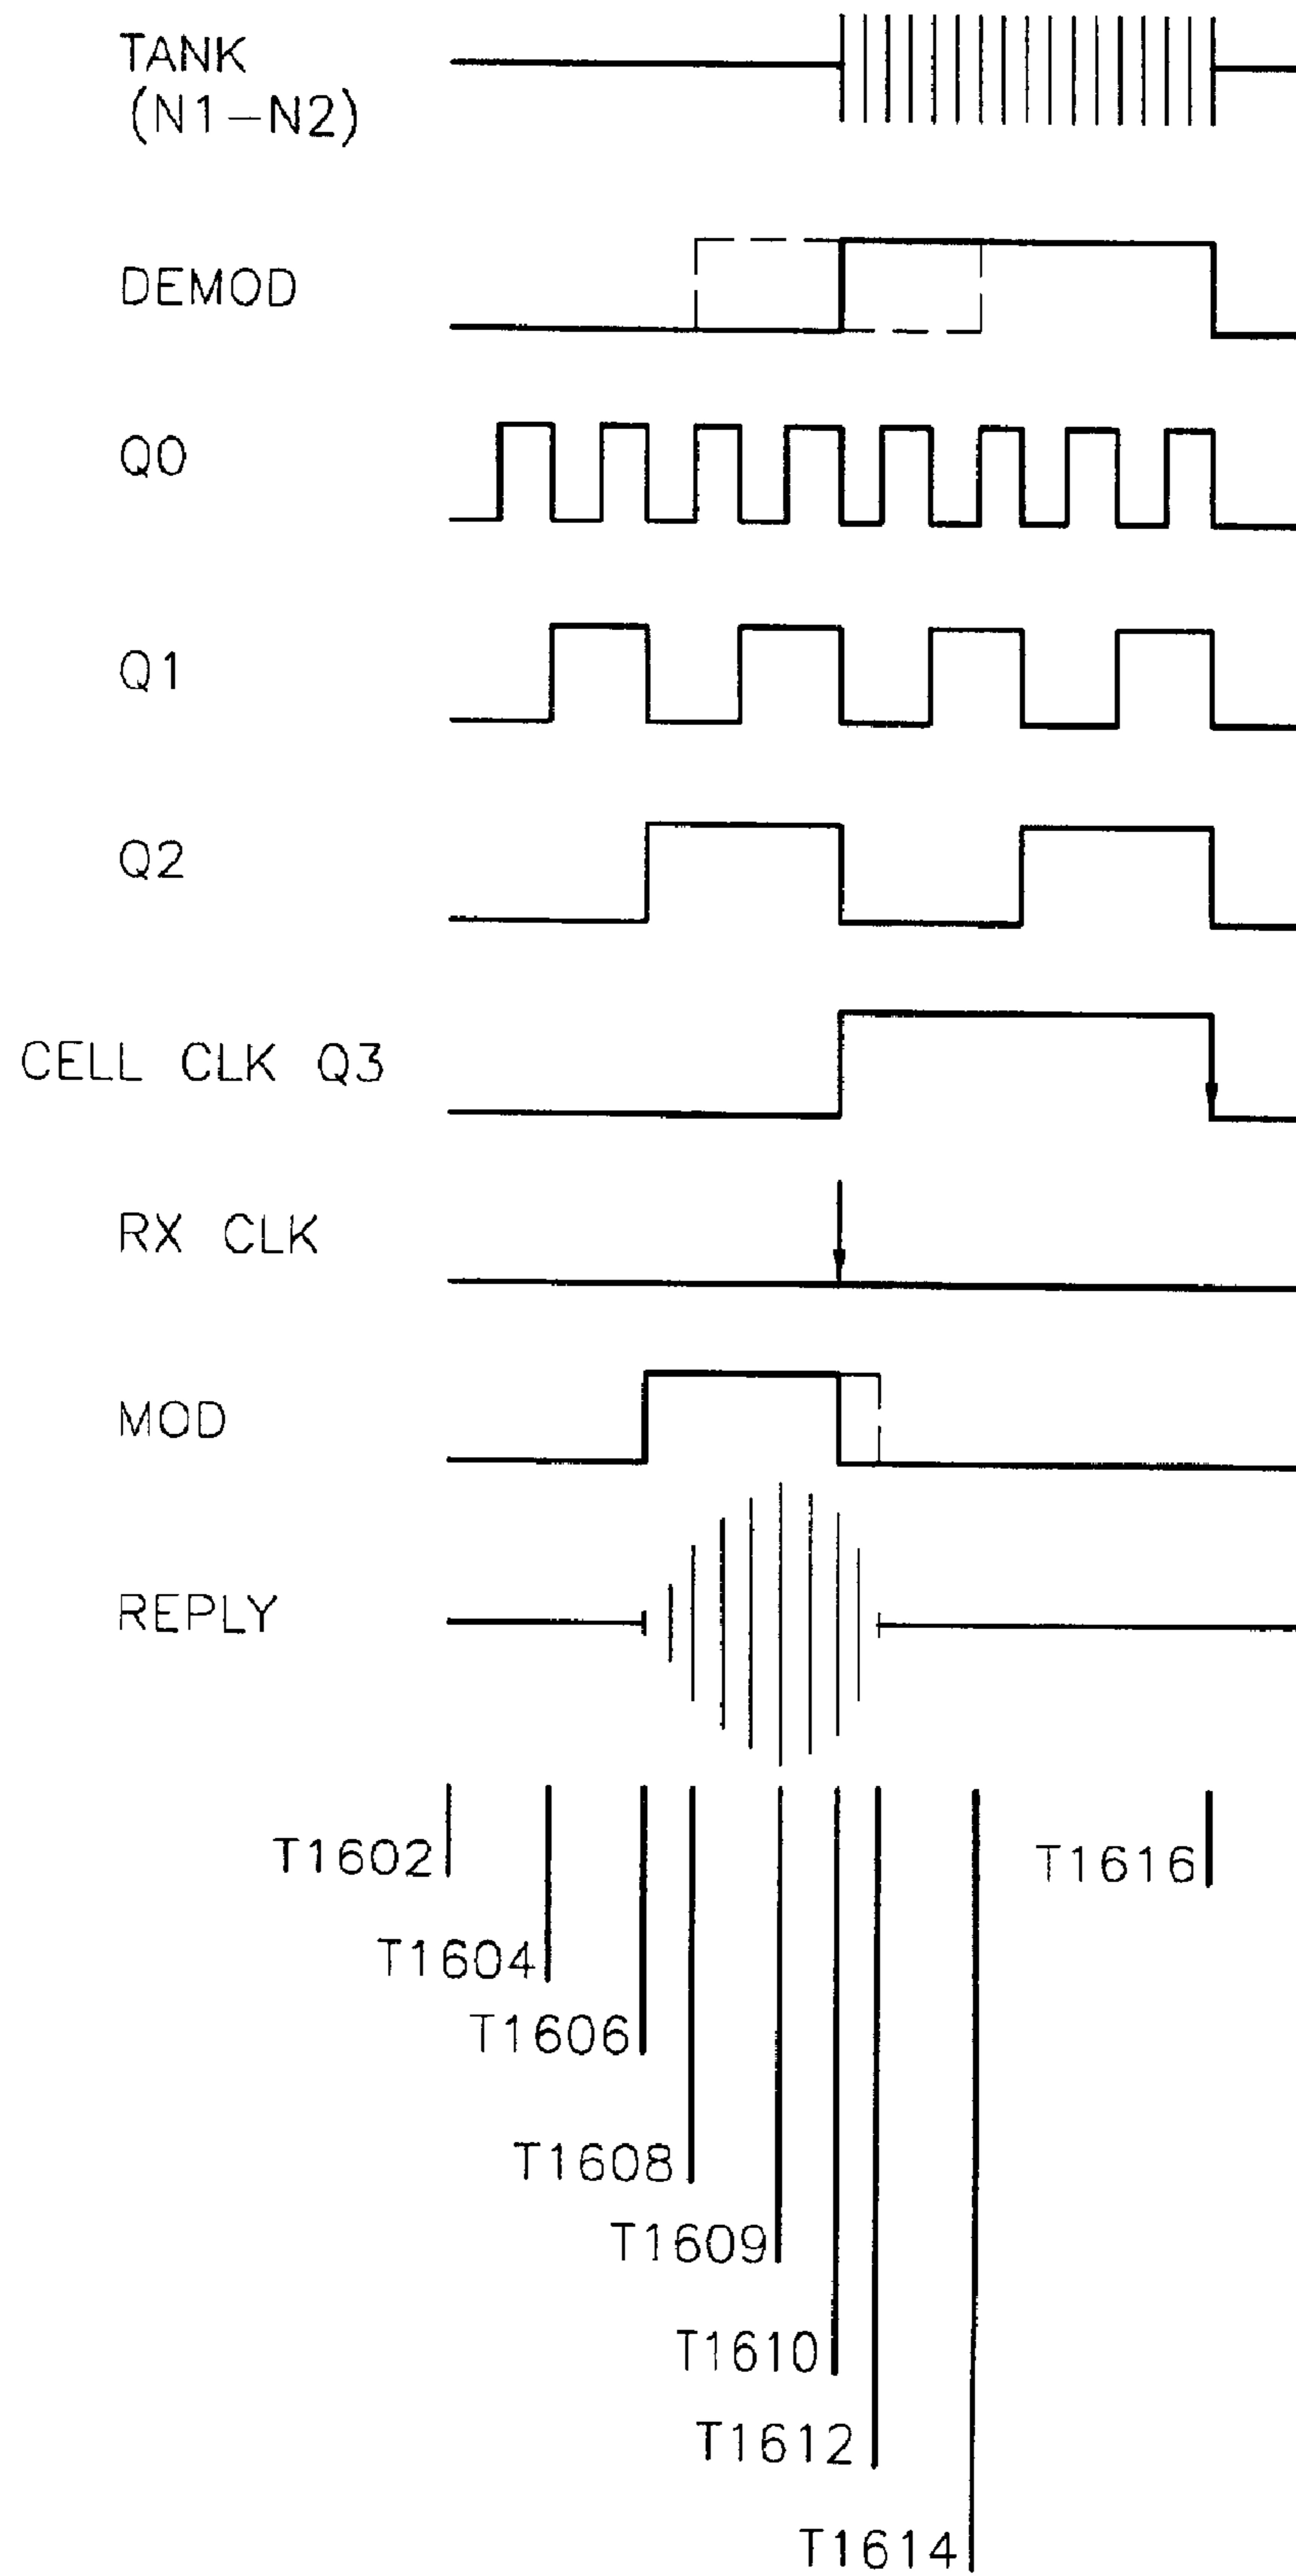 TANK
(N1-N2)
DEMOD
Q0
Q1
Q2
CELL CLK Q3
RX CLK
MOD
REPLY
T1602
T1616
T1604
T1606
T1608
T1609
T1610
T1612
T1614